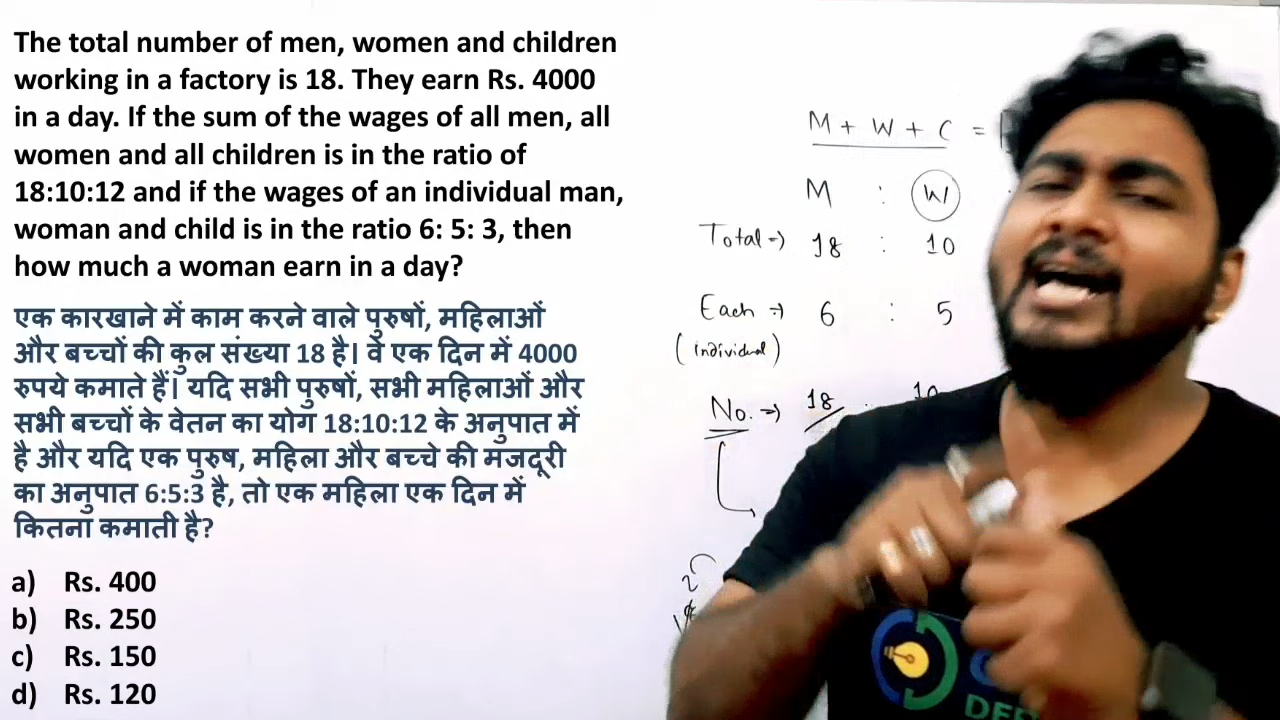 The total number of men, women and children
working in a factory is 18. They earn Rs. 4000
in a day. If the sum of the wages of all men, all
women and all children is in the ratio of
18:10:12 and if the wages of an individual man,
woman and child is in the ratio 6: 5: 3, then
how much a woman earn in a day?
एक कारखाने में काम करने वाले पुरुषों, महिलाओं
और बच्चों की कुल संख्या 18 है। वे एक दिन में 4000
रुपये कमाते हैं। यदि सभी पुरुषों, सभी महिलाओं और
सभी बच्चों के वेतन का योग 18:10:12 के अनुपात में
है और यदि एक पुरुष, महिला और बच्चे की मजदूरी
का अनुपात 6:5:3 है, तो एक महिला एक दिन में
कितना कमाती है?
a) Rs. 400
b) Rs. 250
c) Rs. 150
d) Rs. 120
M + W + C =
M : W :
Total => 18 : 10
Each => 6 : 5
(individual)
No. => 18 : 10
2